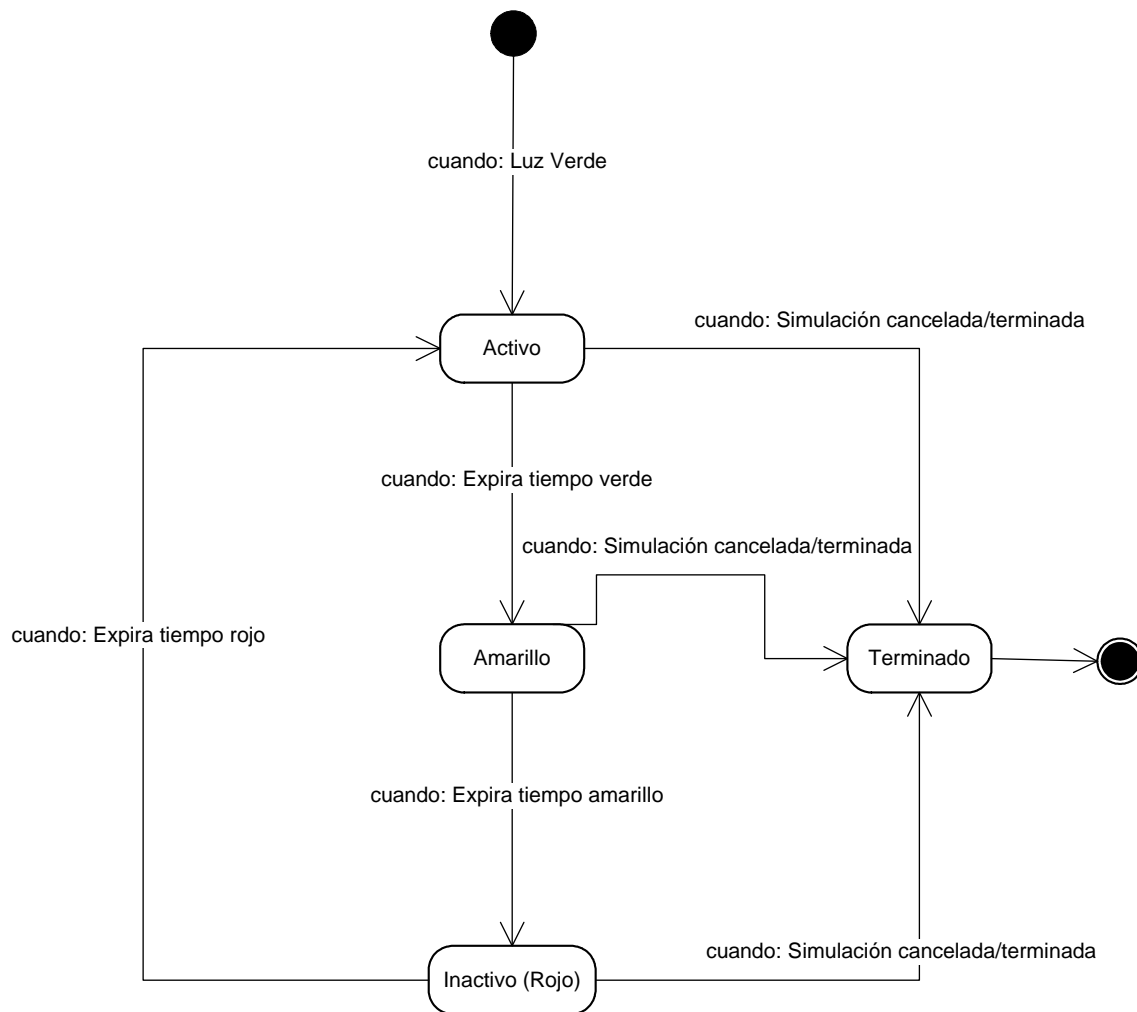 cuando: Luz Verde
cuando: Simulación cancelada/terminada
Activo
cuando: Expira tiempo verde
cuando: Simulación cancelada/terminada
cuando: Expira tiempo rojo
Amarillo
Terminado
cuando: Expira tiempo amarillo
cuando: Simulación cancelada/terminada
Inactivo (Rojo)